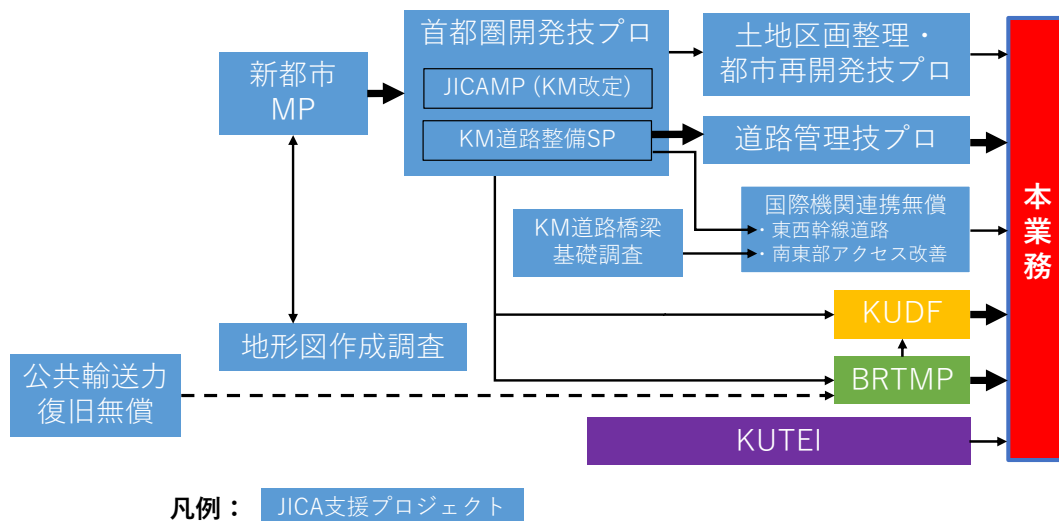 首都圏開発技プロ
JICAMP (KM改定)
KM道路整備SP
新都市
MP
土地区画整理・
都市再開発技プロ
道路管理技プロ
国際機関連携無償
・東西幹線道路
・南東部アクセス改善
KM道路橋梁
基礎調査
本業務
KUDF
地形図作成調査
BRTMP
公共輸送力
復旧無償
KUTEI
凡例：
JICA支援プロジェクト